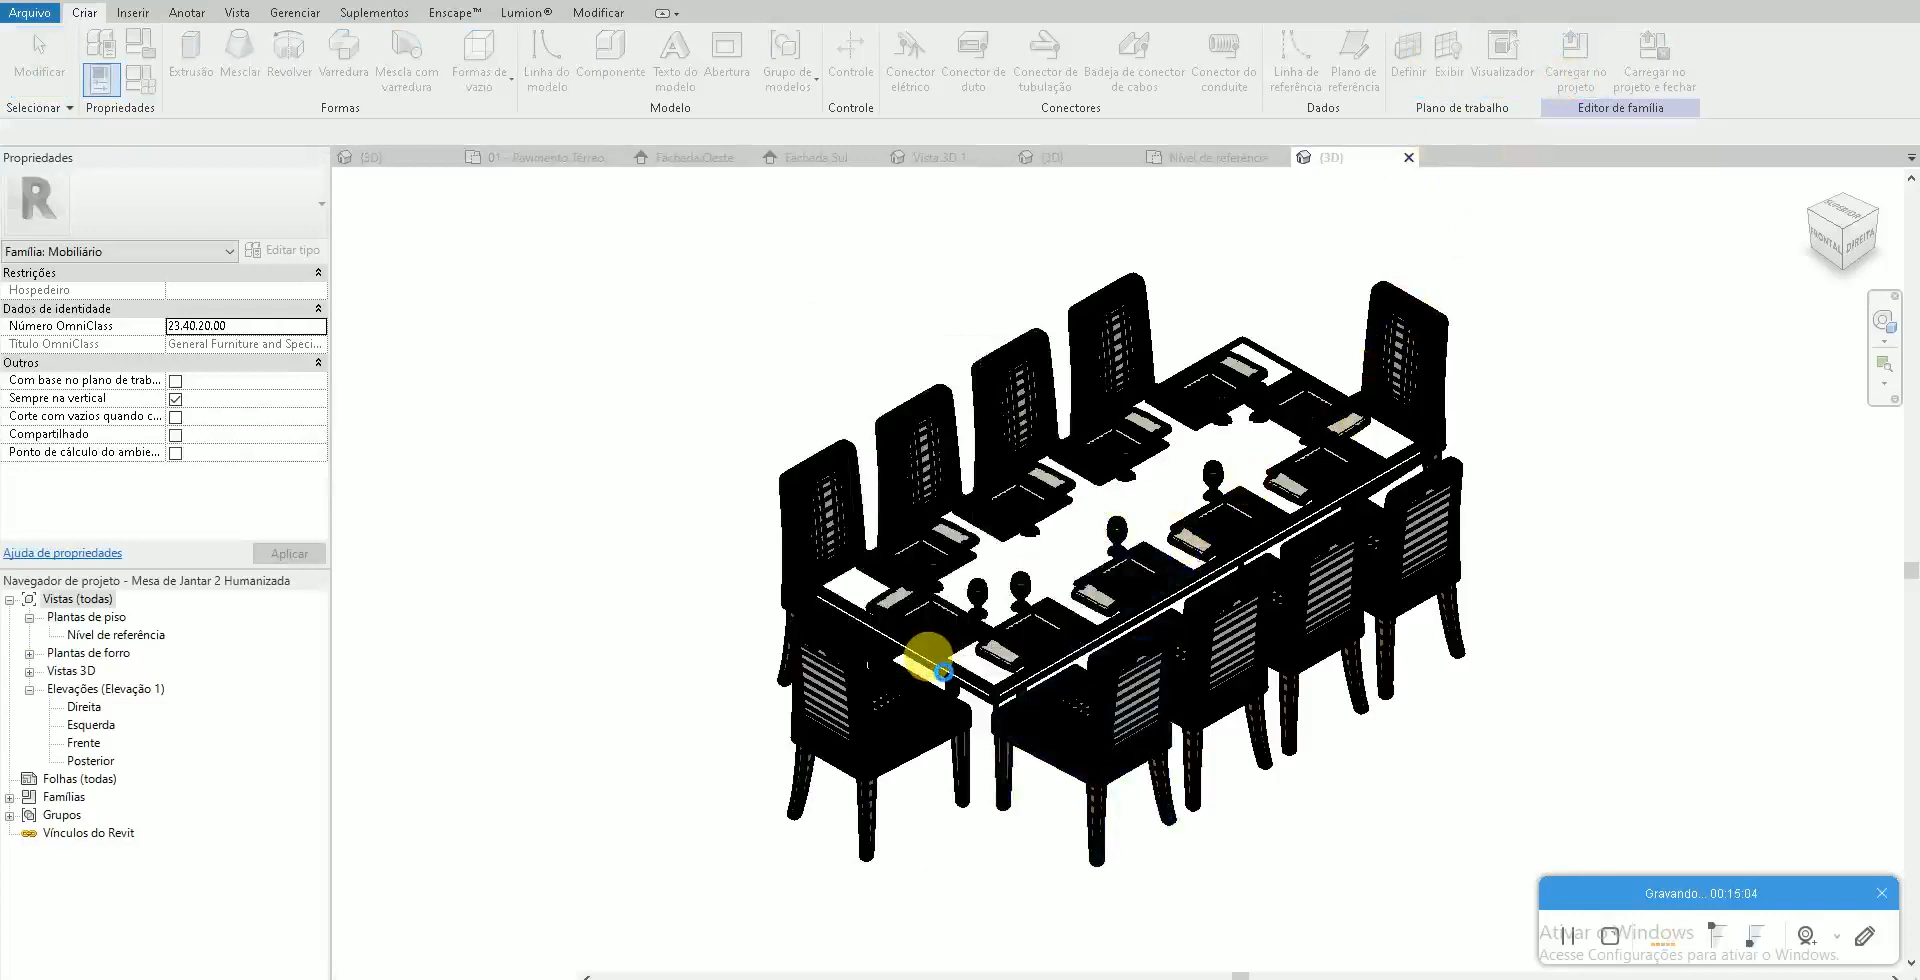 Arquivo Criar Inserir Anotar Vista Gerenciar Suplementos Enscape™ Lumion® Modificar
Modificar
Extrusão Mesclar Revolver Varredura Mescla com varredura Formas de vazio
Linha do modelo Componente Texto do modelo Abertura Grupo de modelos
Controle
Conector elétrico Conector de duto Conector de tubulação Badeja de conector de cabos Conector do conduite
Linha de referência Plano de referência
Definir Exibir Visualizador
Carregar no projeto Carregar no projeto e fechar
Selecionar Propriedades Formas Modelo Controle Conectores Dados Plano de trabalho Editor de família
Propriedades
{3D} 01 - Pavimento Térreo Fachada Oeste Fachada Sul Vista 3D 1 {3D} Nível de referência {3D}
R
Família: Mobiliário Editar tipo
Restrições
Hospedeiro
Dados de identidade
Número OmniClass 23.40.20.00
Título OmniClass General Furniture and Speci...
Outros
Com base no plano de trab...
Sempre na vertical
Corte com vazios quando c...
Compartilhado
Ponto de cálculo do ambie...
Ajuda de propriedades Aplicar
Navegador de projeto - Mesa de Jantar 2 Humanizada
Vistas (todas)
Plantas de piso
Nível de referência
Plantas de forro
Vistas 3D
Elevações (Elevação 1)
Direita
Esquerda
Frente
Posterior
Folhas (todas)
Famílias
Grupos
Vínculos do Revit
SUPERIOR
FRONTAL DIREITA
Gravando... 00:15:04
Ativar o Windows
Acesse Configurações para ativar o Windows.